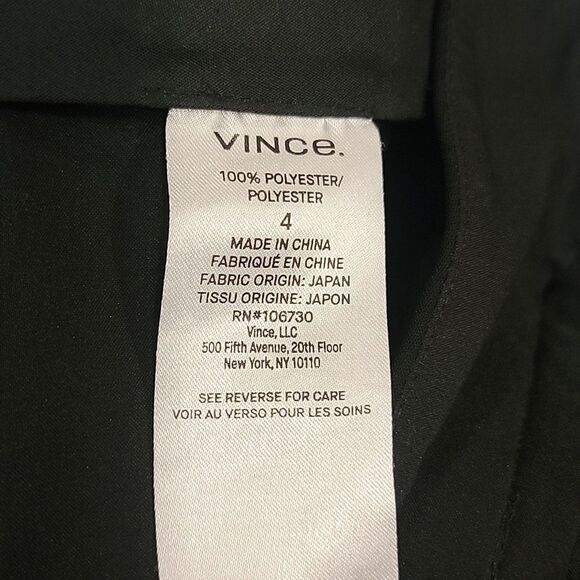 VINCe.
100% POLYESTER/
POLYESTER
4
MADE IN CHINA
FABRIQUÉ EN CHINE
FABRIC ORIGIN: JAPAN
TISSU ORIGINE: JAPON
RN#106730
Vince, LLC
500 Fifth Avenue, 20th Floor
New York, NY 10110
SEE REVERSE FOR CARE
VOIR AU VERSO POUR LES SOINS